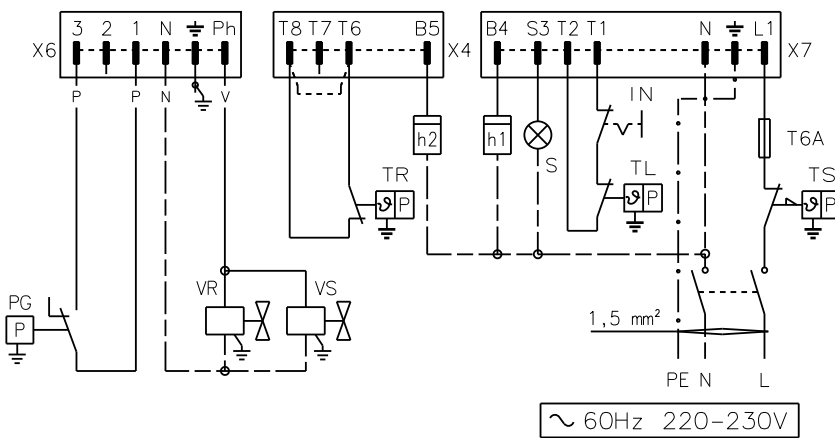 3 2 1 N Ph
T8 T7 T6 B5
B4 S3 T2 T1 N L1
X6
X4
X7
P P N V
h2
h1
IN
T6A
S
TR
TL
TS
P
P
P
VR
VS
PG
P
1,5 mm²
PE N L
~ 60Hz 220-230V